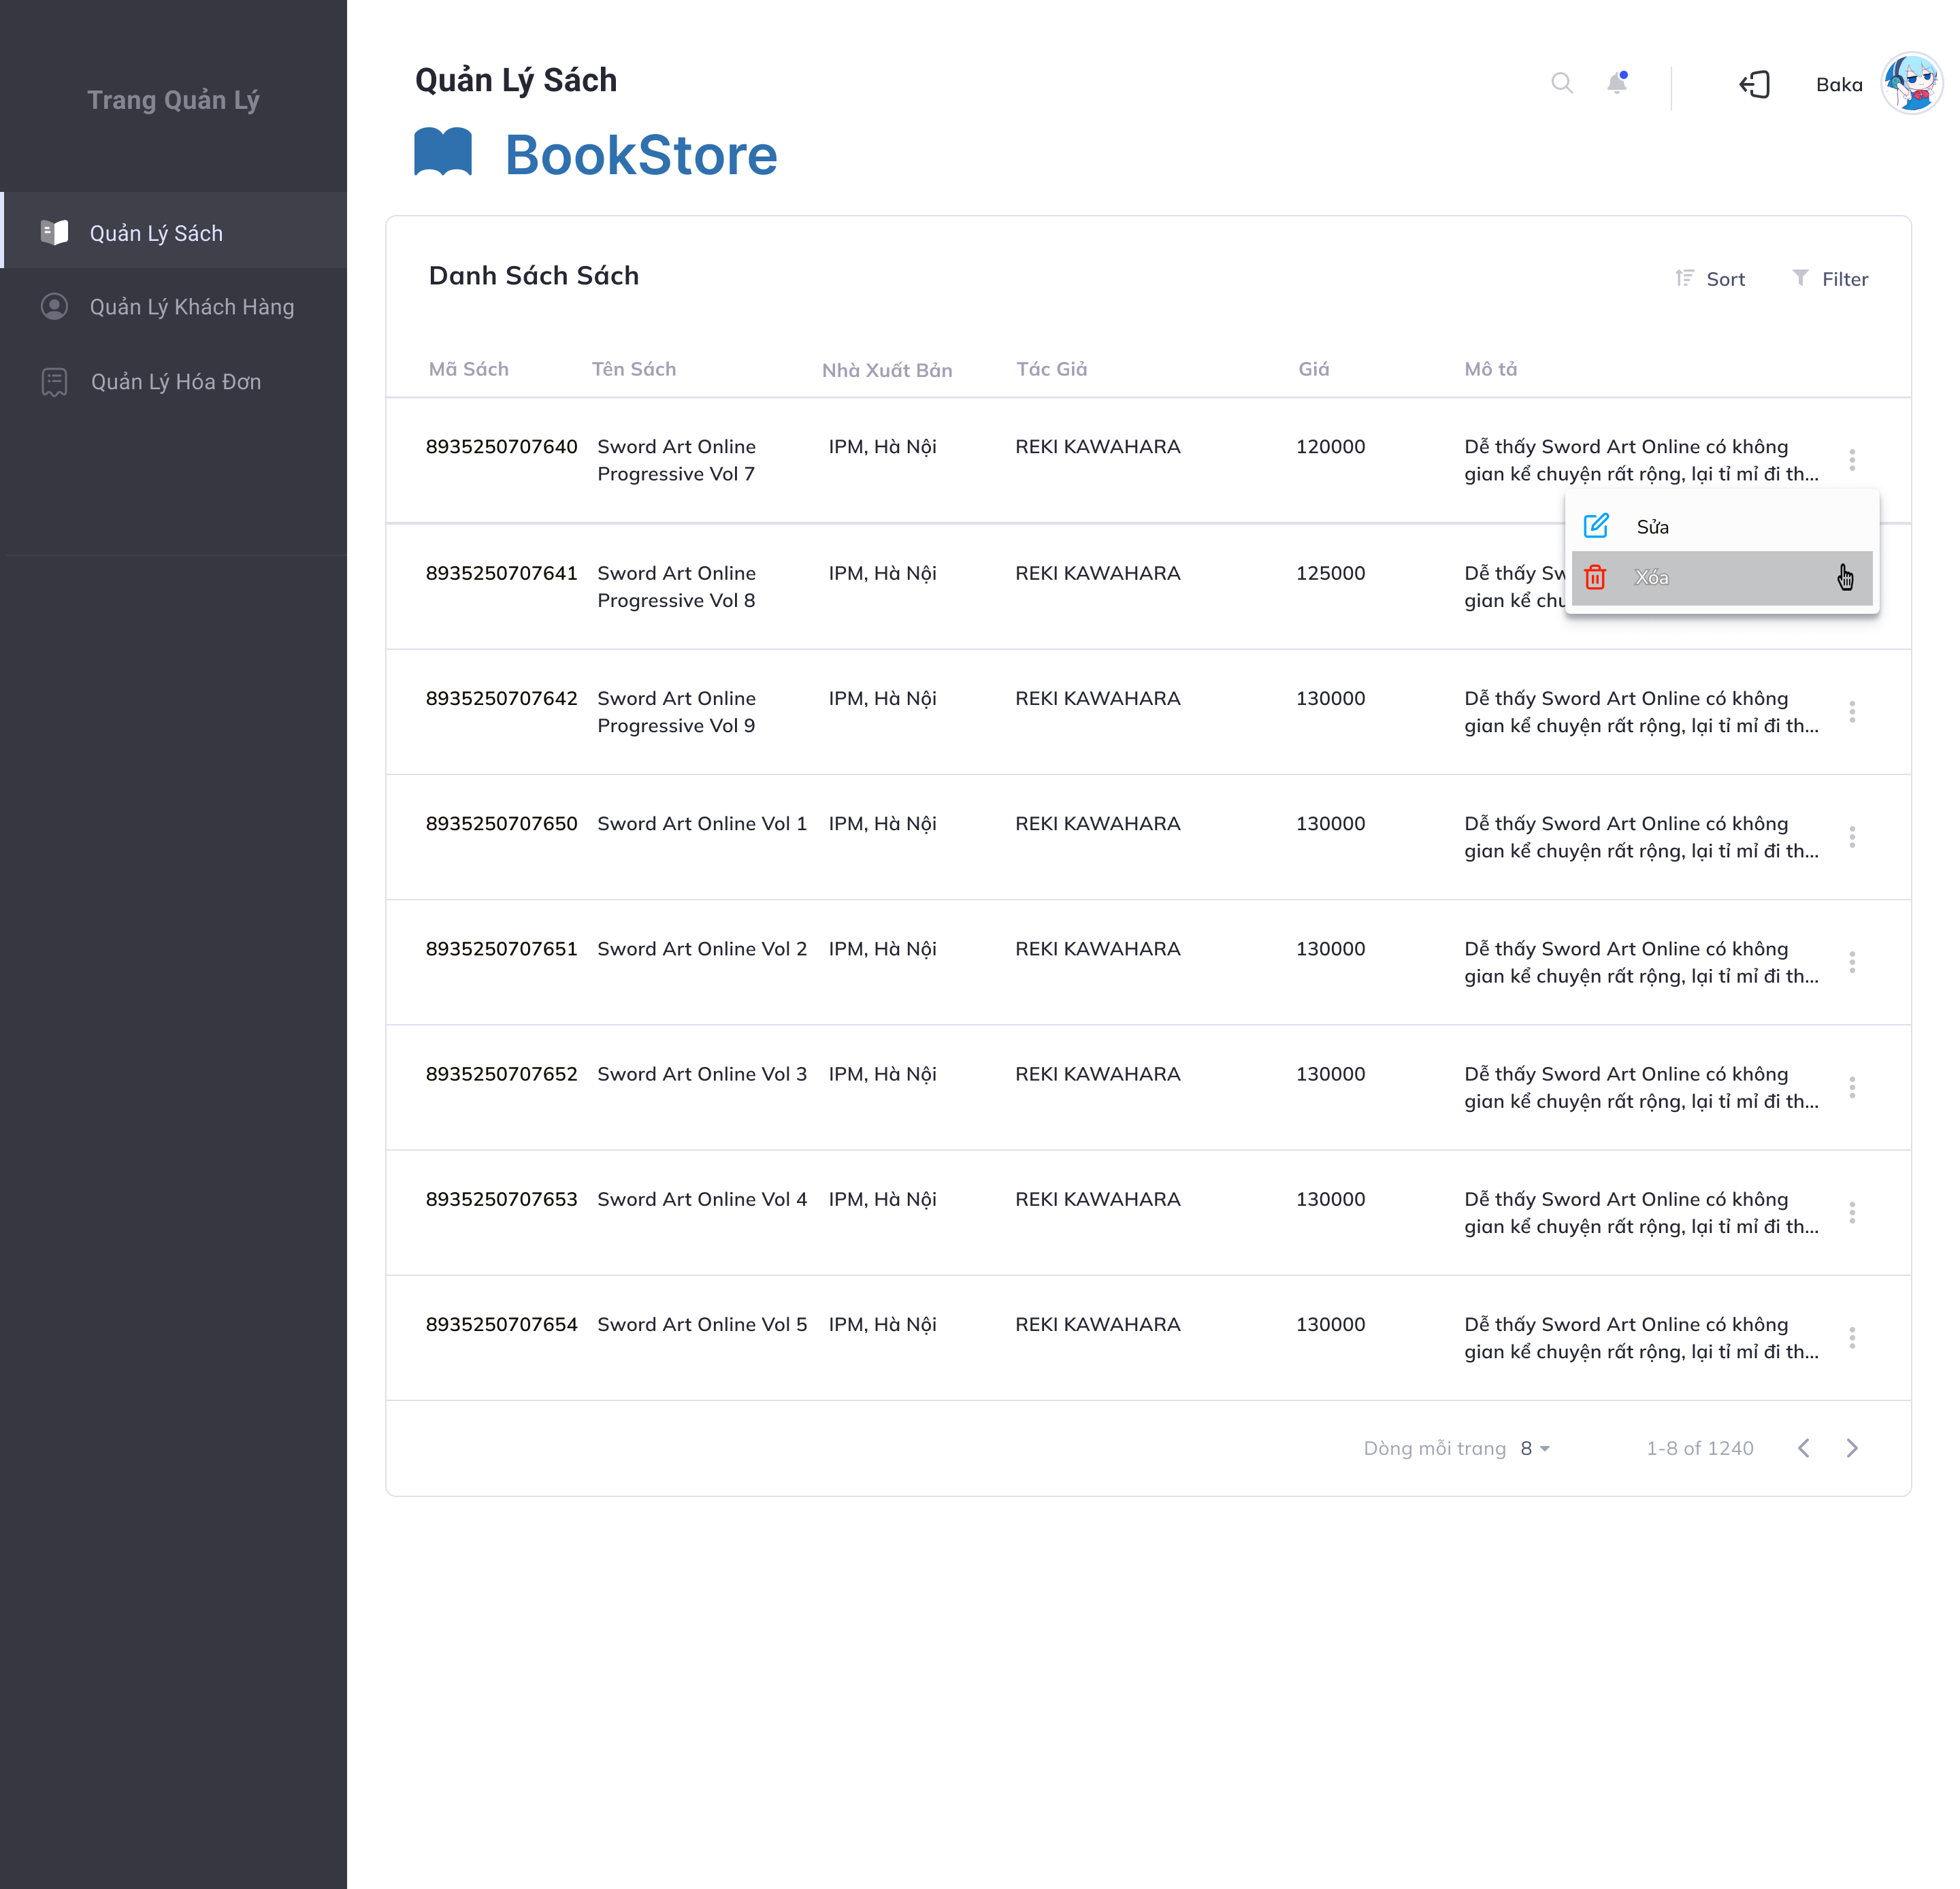 Trang Quản Lý
Quản Lý Sách
Quản Lý Khách Hàng
Quản Lý Hóa Đơn
Quản Lý Sách
Baka
BookStore
Danh Sách Sách
Sort
Filter
Mã Sách Tên Sách Nhà Xuất Bản Tác Giả Giá Mô tả
8935250707640 Sword Art Online IPM, Hà Nội REKI KAWAHARA 120000 Dễ thấy Sword Art Online có không
Progressive Vol 7 gian kể chuyện rất rộng, lại tỉ mỉ đi th...
Sửa
Xóa
8935250707641 Sword Art Online IPM, Hà Nội REKI KAWAHARA 125000 Dễ thấy Sw
Progressive Vol 8 gian kể chu
8935250707642 Sword Art Online IPM, Hà Nội REKI KAWAHARA 130000 Dễ thấy Sword Art Online có không
Progressive Vol 9 gian kể chuyện rất rộng, lại tỉ mỉ đi th...
8935250707650 Sword Art Online Vol 1 IPM, Hà Nội REKI KAWAHARA 130000 Dễ thấy Sword Art Online có không
gian kể chuyện rất rộng, lại tỉ mỉ đi th...
8935250707651 Sword Art Online Vol 2 IPM, Hà Nội REKI KAWAHARA 130000 Dễ thấy Sword Art Online có không
gian kể chuyện rất rộng, lại tỉ mỉ đi th...
8935250707652 Sword Art Online Vol 3 IPM, Hà Nội REKI KAWAHARA 130000 Dễ thấy Sword Art Online có không
gian kể chuyện rất rộng, lại tỉ mỉ đi th...
8935250707653 Sword Art Online Vol 4 IPM, Hà Nội REKI KAWAHARA 130000 Dễ thấy Sword Art Online có không
gian kể chuyện rất rộng, lại tỉ mỉ đi th...
8935250707654 Sword Art Online Vol 5 IPM, Hà Nội REKI KAWAHARA 130000 Dễ thấy Sword Art Online có không
gian kể chuyện rất rộng, lại tỉ mỉ đi th...
Dòng mỗi trang 8 1-8 of 1240